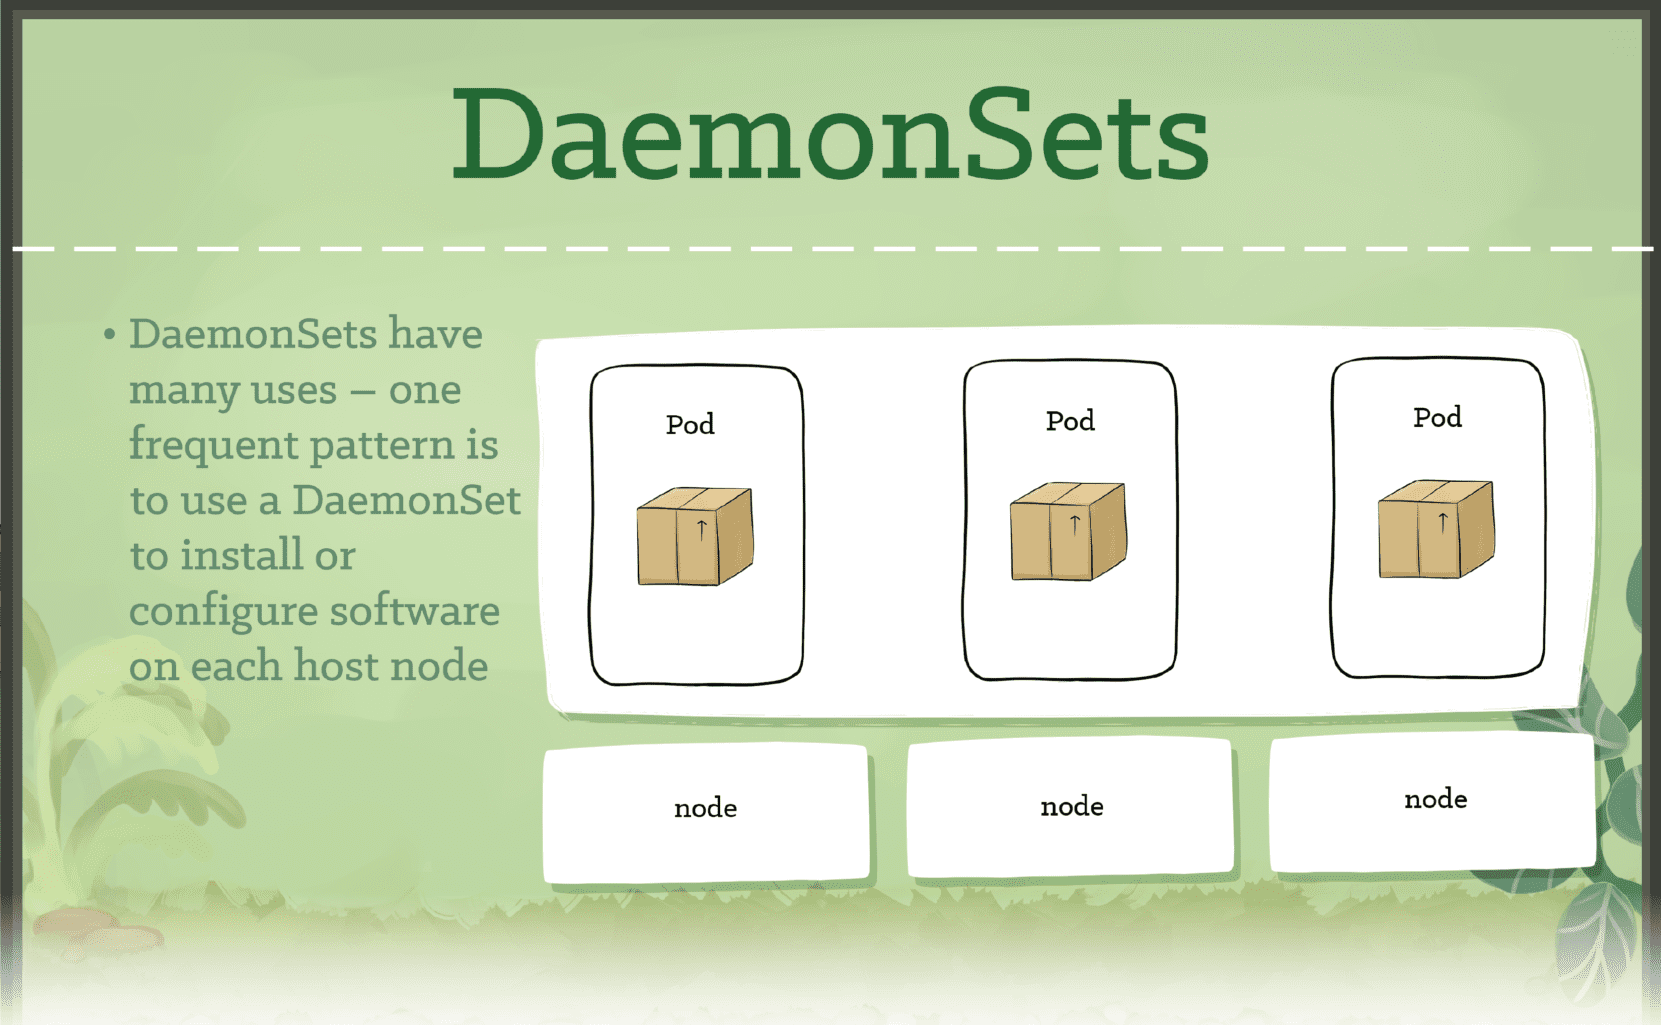 DaemonSets
• DaemonSets have
many uses – one
frequent pattern is
to use a DaemonSet
to install or
configure software
on each host node
Pod
Pod
Pod
node
node
node